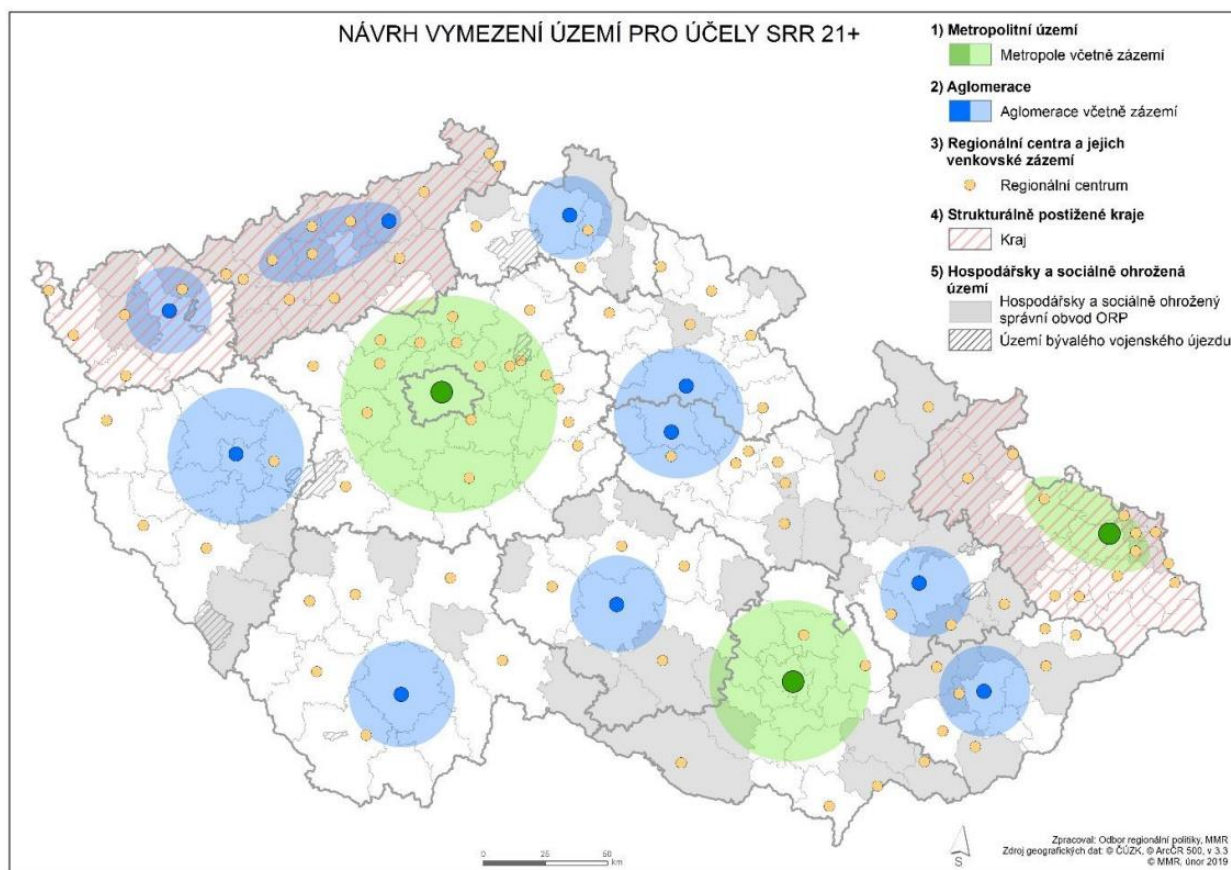 NÁVRH VYMEZENÍ ÚZEMÍ PRO ÚČELY SRR 21+
1) Metropolitní území
Metropole včetně zázemí
2) Aglomerace
Aglomerace včetně zázemí
3) Regionální centra a jejich
venkovské zázemí
Regionální centrum
4) Strukturálně postižené kraje
Kraj
5) Hospodářsky a sociálně ohrožená
území
Hospodářsky a sociálně ohrožený
správní obvod ORP
Území bývalého vojenského újezdu
0 25 50
km
S
Zpracoval: Odbor regionální politiky, MMR
Zdroj geografických dat: © ČÚZK, © ArcČR 500, v 3.3
© MMR, únor 2019